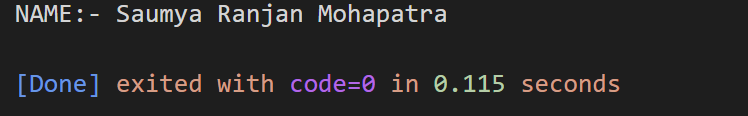 NAME:- Saumya Ranjan Mohapatra
[Done] exited with code=0 in 0.115 seconds